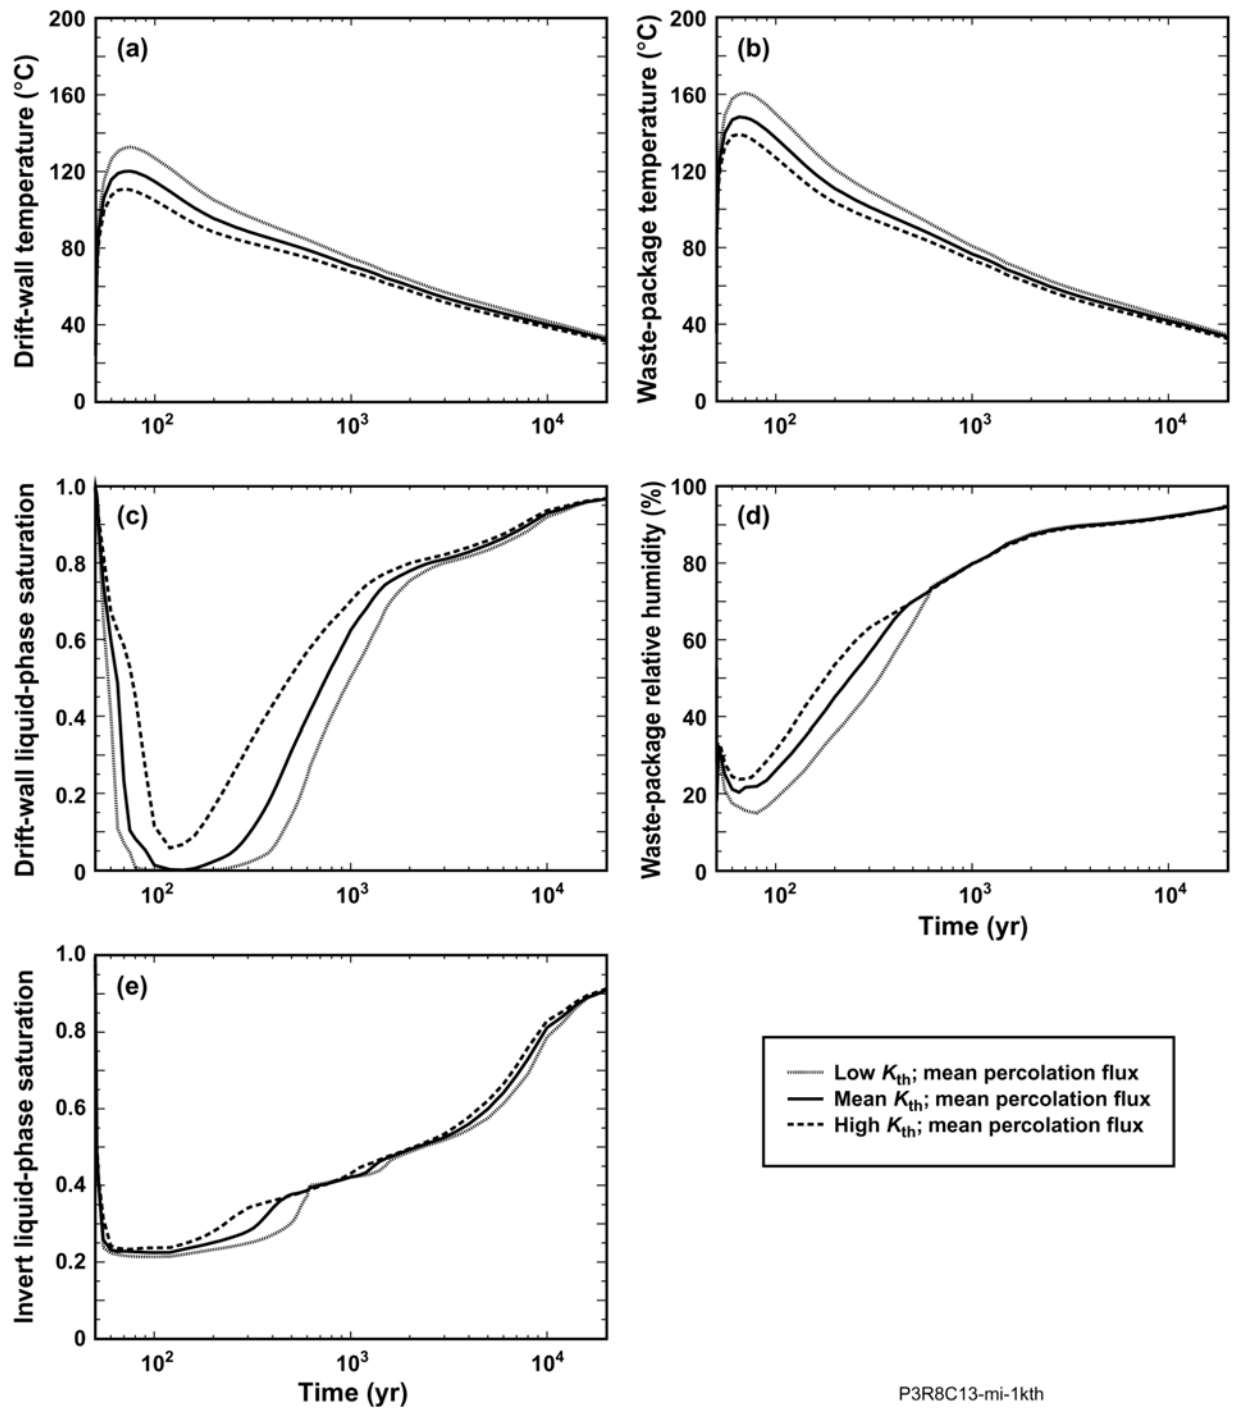 Drift-wall temperature (°C)
200
160
120
80
40
0
(a)
10²
10³
10⁴
Waste-package temperature (°C)
200
160
120
80
40
0
(b)
10²
10³
10⁴
Drift-wall liquid-phase saturation
1.0
0.8
0.6
0.4
0.2
0
(c)
10²
10³
10⁴
Waste-package relative humidity (%)
100
80
60
40
20
0
(d)
10²
10³
10⁴
Time (yr)
Invert liquid-phase saturation
1.0
0.8
0.6
0.4
0.2
0
(e)
10²
10³
10⁴
Time (yr)
Low Kth; mean percolation flux
Mean Kth; mean percolation flux
High Kth; mean percolation flux
P3R8C13-mi-1kth